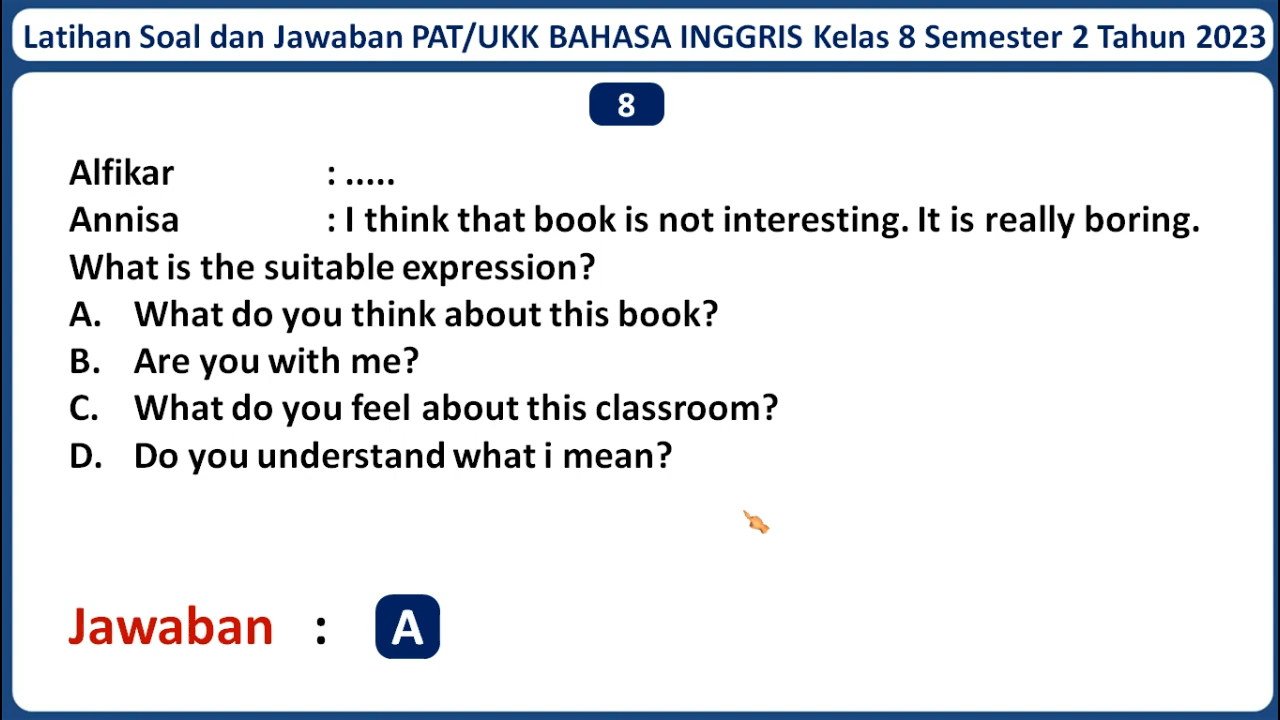 Latihan Soal dan Jawaban PAT/UKK BAHASA INGGRIS Kelas 8 Semester 2 Tahun 2023
8
Alfikar : .....
Annisa : I think that book is not interesting. It is really boring.
What is the suitable expression?
A. What do you think about this book?
B. Are you with me?
C. What do you feel about this classroom?
D. Do you understand what i mean?
Jawaban : A